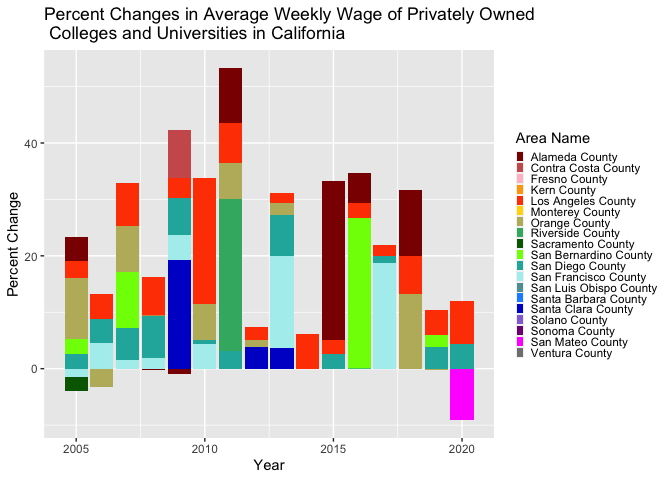 Percent Changes in Average Weekly Wage of Privately Owned
Colleges and Universities in California
Percent Change
40
20
0
2005
2010
2015
2020
Year
Area Name
Alameda County
Contra Costa County
Fresno County
Kern County
Los Angeles County
Monterey County
Orange County
Riverside County
Sacramento County
San Bernardino County
San Diego County
San Francisco County
San Luis Obispo County
Santa Barbara County
Santa Clara County
Solano County
Sonoma County
San Mateo County
Ventura County